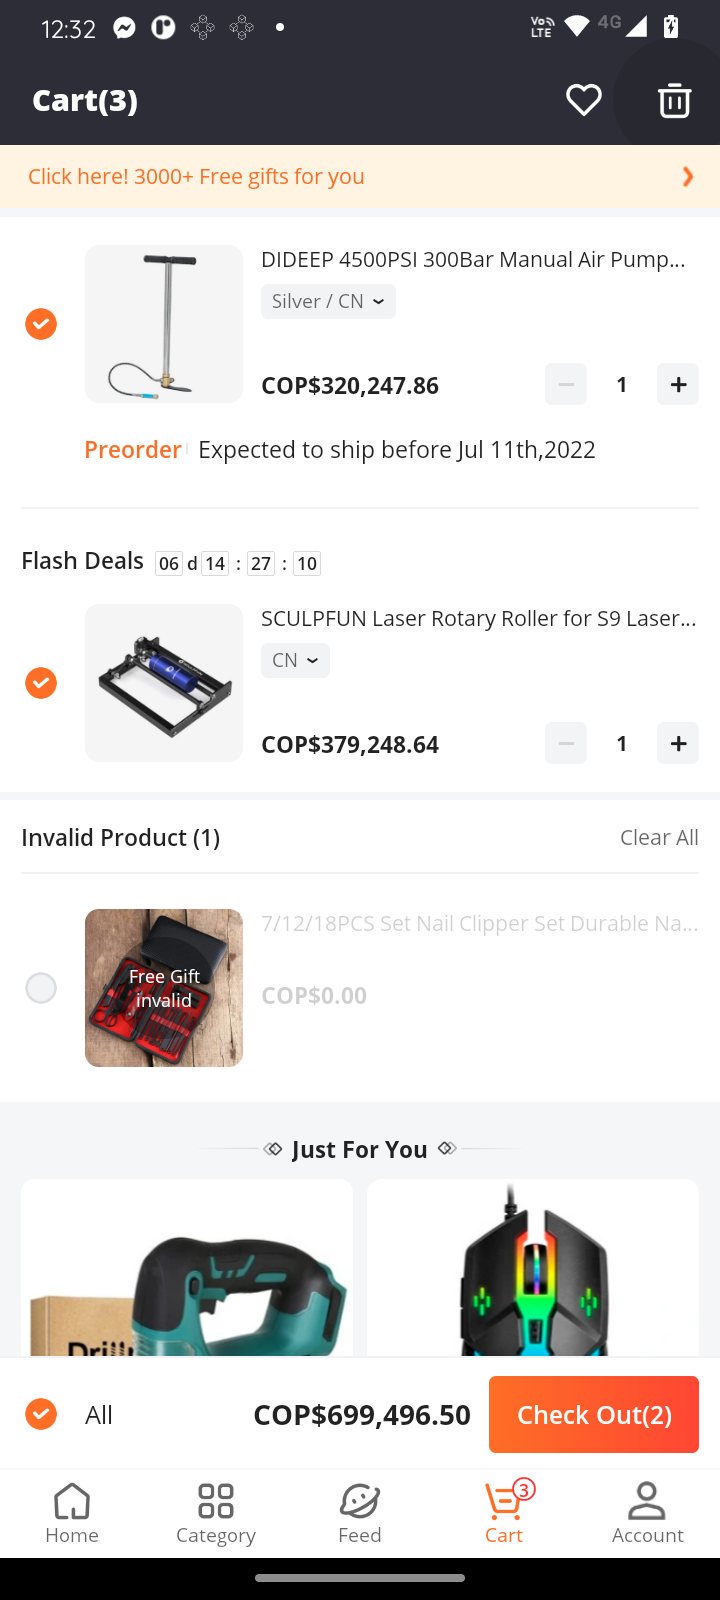 12:32
Vo LTE 4G
Cart(3)
Click here! 3000+ Free gifts for you
DIDEEP 4500PSI 300Bar Manual Air Pump...
Silver / CN
COP$320,247.86
1
Preorder Expected to ship before Jul 11th,2022
Flash Deals 06 d 14 : 27 : 10
SCULPFUN Laser Rotary Roller for S9 Laser...
CN
COP$379,248.64
1
Invalid Product (1)
Clear All
7/12/18PCS Set Nail Clipper Set Durable Na...
Free Gift
invalid
COP$0.00
Just For You
All
COP$699,496.50
Check Out(2)
3
Home
Category
Feed
Cart
Account